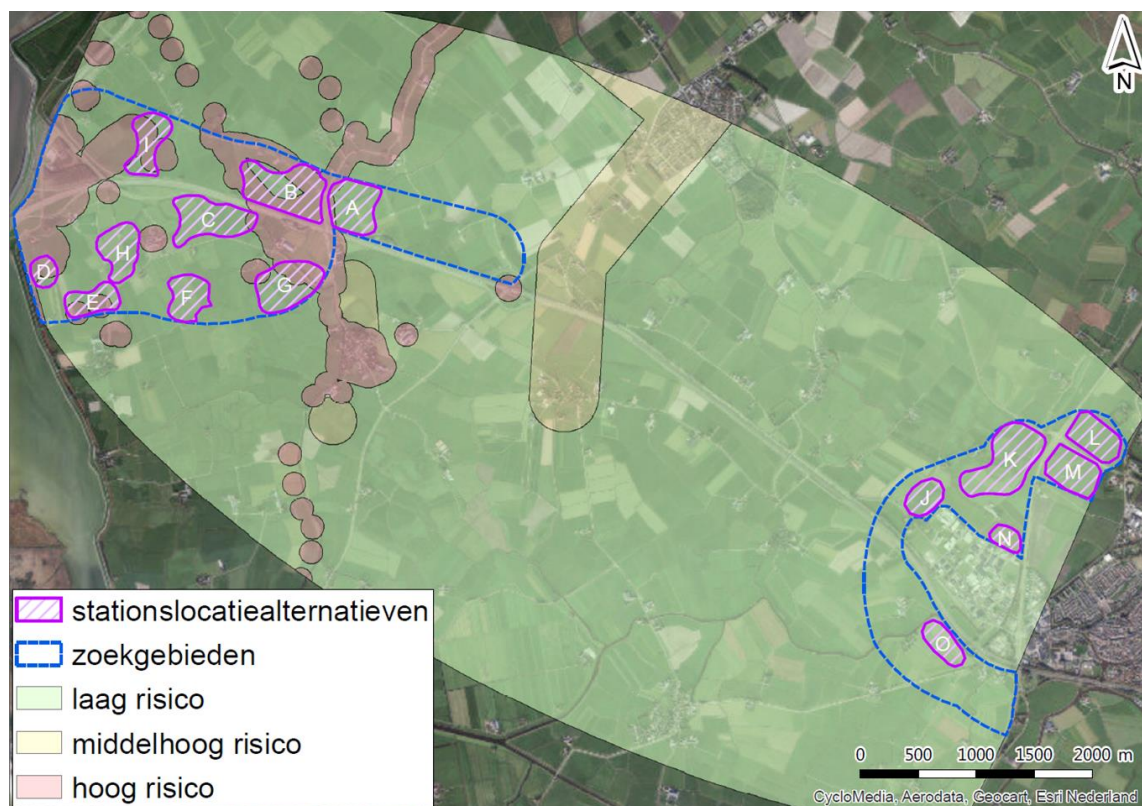 N
I
B
A
C
H
D
G
E
F
L
K
M
J
N
O
stationslocatiealternatieven
zoekgebieden
laag risico
middelhoog risico
hoog risico
0 500 1000 1500 2000 m
CycloMedia, Aerodata, Geocart, Esri Nederland